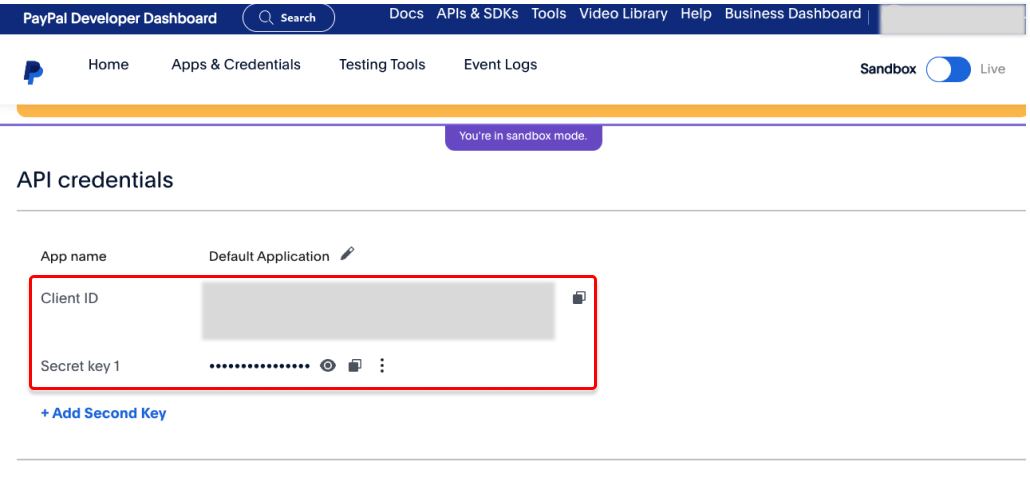 PayPal Developer Dashboard Search Docs APIs & SDKs Tools Video Library Help Business Dashboard
Home Apps & Credentials Testing Tools Event Logs Sandbox Live
You're in sandbox mode.
API credentials
App name Default Application
Client ID
Secret key 1 ••••••••••••••••
+ Add Second Key